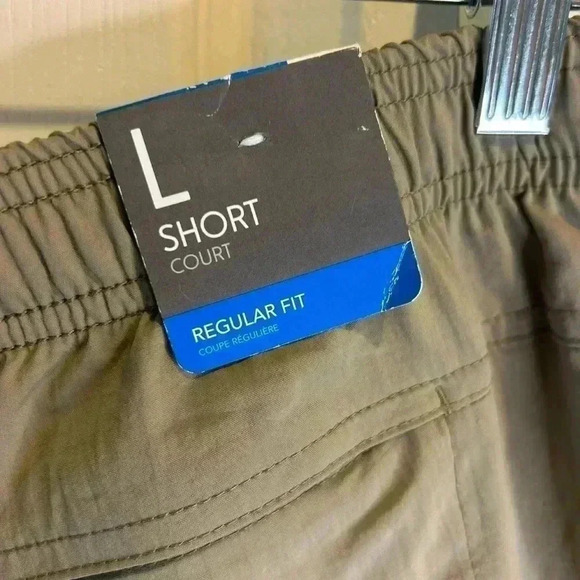 L
SHORT
COURT
REGULAR FIT
COUPE RÉGULIÈRE